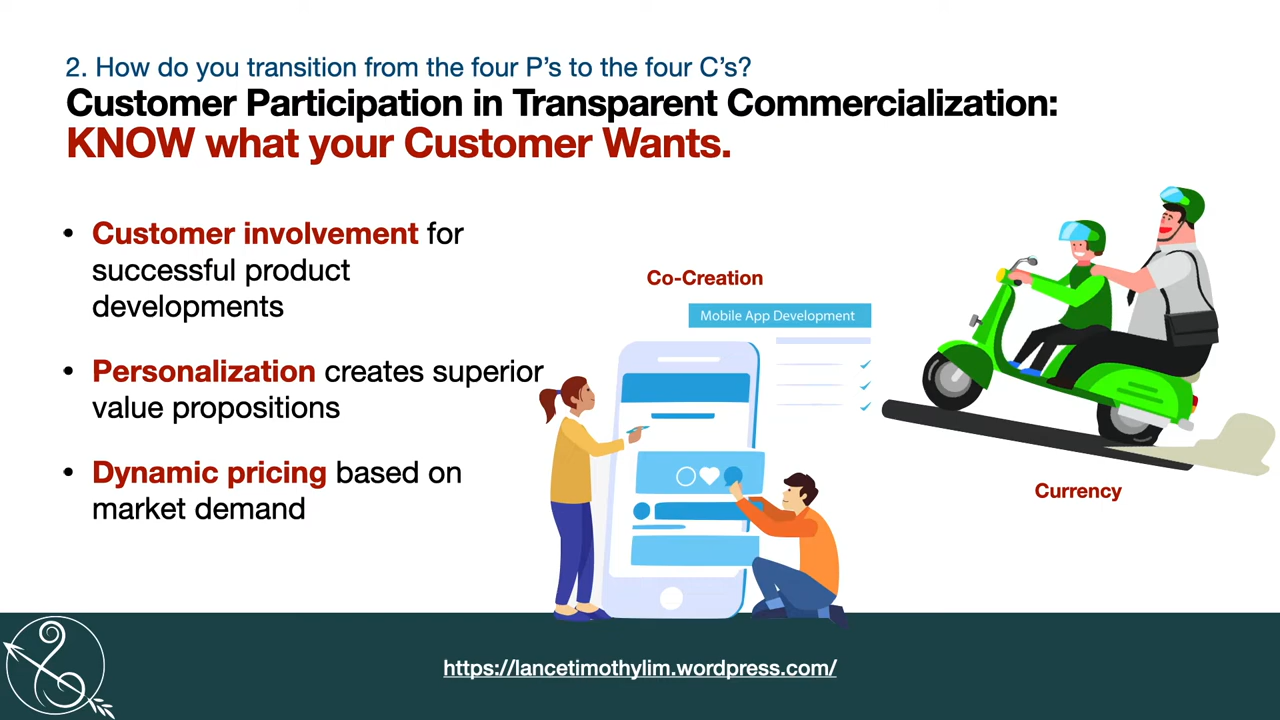 2. How do you transition from the four P’s to the four C’s?
Customer Participation in Transparent Commercialization:
KNOW what your Customer Wants.
• Customer involvement for
successful product
developments
• Personalization creates superior
value propositions
• Dynamic pricing based on
market demand
Co-Creation
Mobile App Development
Currency
https://lancetimothylim.wordpress.com/